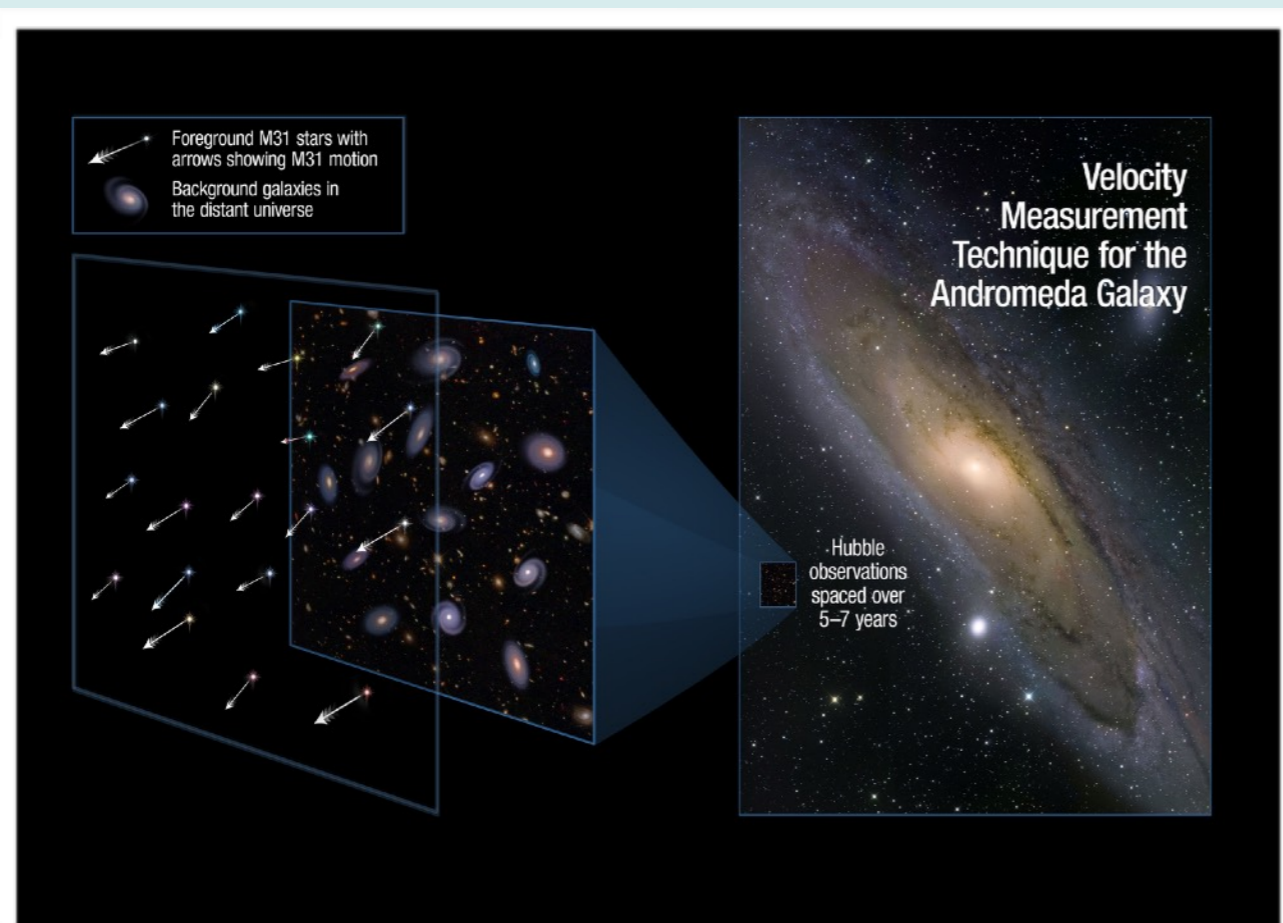 Foreground M31 stars with
arrows showing M31 motion
Background galaxies in
the distant universe
Velocity
Measurement
Technique for the
Andromeda Galaxy
Hubble
observations
spaced over
5–7 years